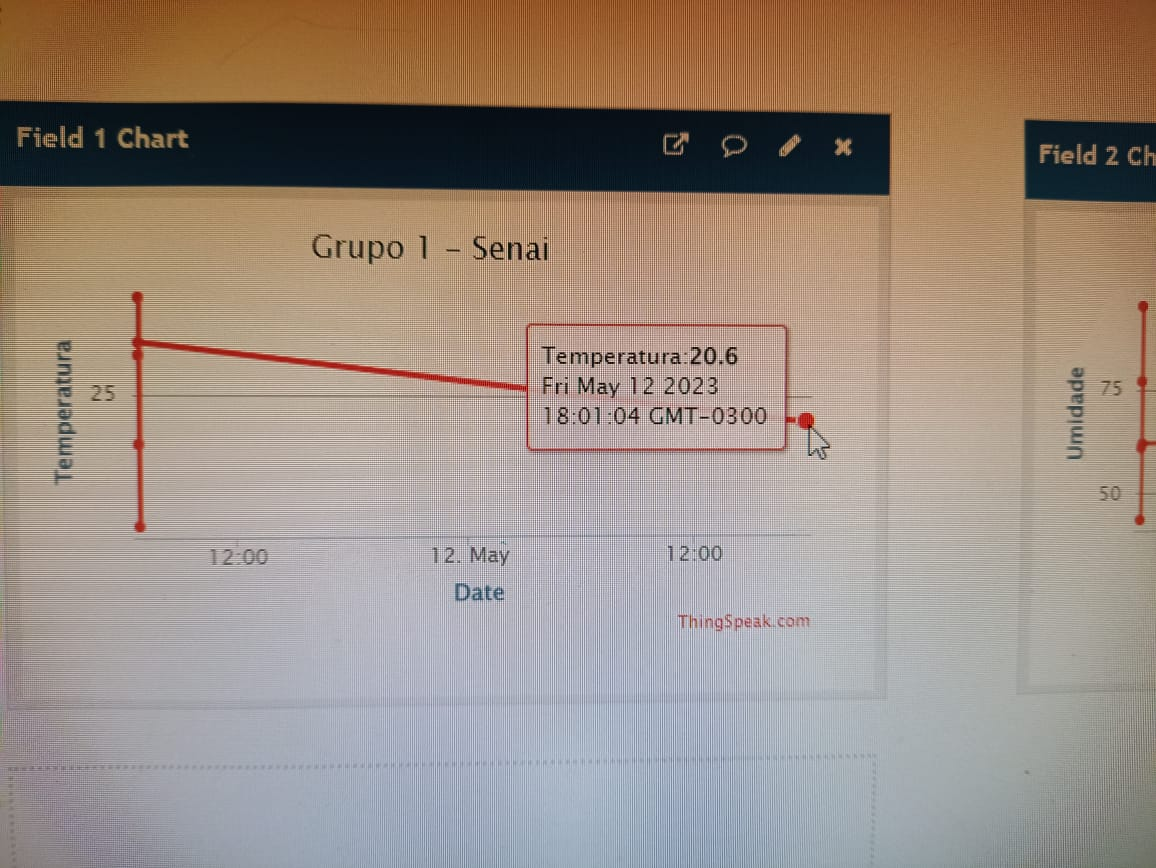 Field 1 Chart
Grupo 1 – Senai
Temperatura
25
Temperatura:20.6
Fri May 12 2023
18:01:04 GMT-0300
12:00
12. May
12:00
Date
ThingSpeak.com
Field 2 Ch
Umidade
75
50